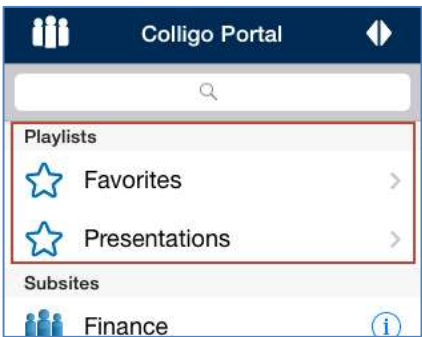 Colligo Portal
Playlists
Favorites
Presentations
Subsites
Finance